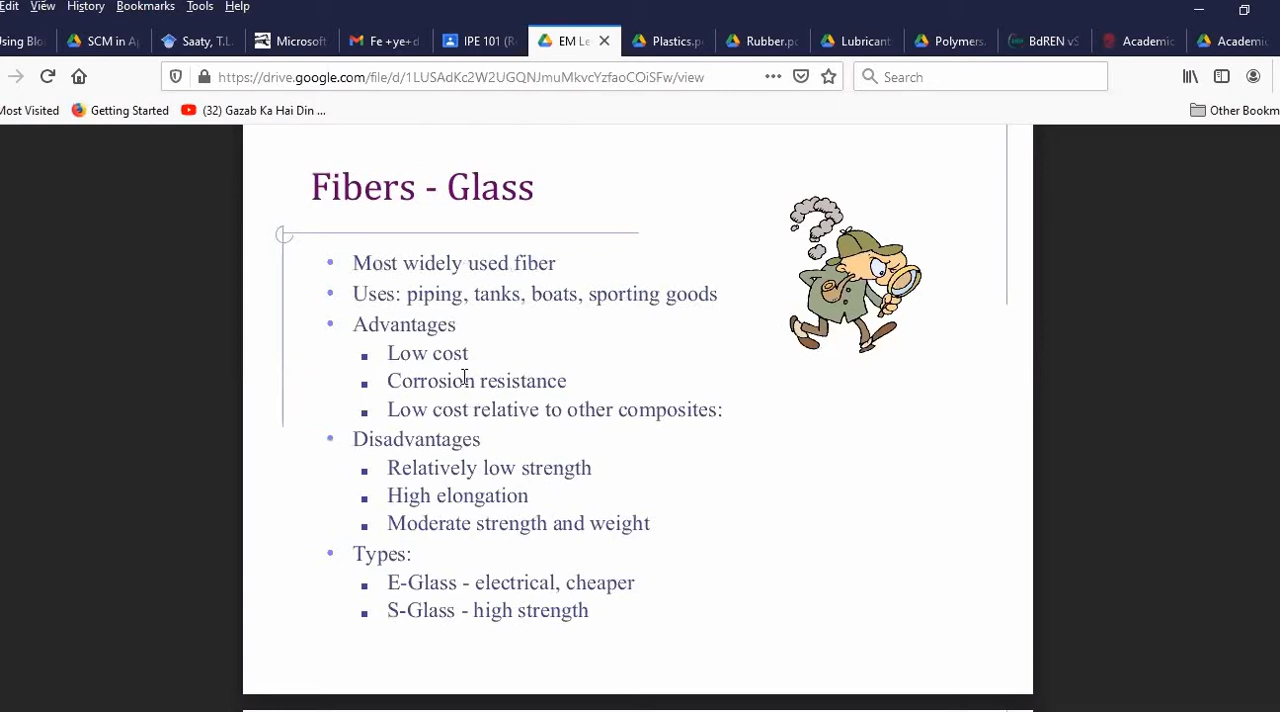 Edit View History Bookmarks Tools Help
SCM in A
Saaty, T.L.
Microsoft
Fe +ye+d
IPE 101 (R
EM Le
Plastics.p
Rubber.pc
Lubricant
Polymers.
BdREN vS
Academic
Academic
https://drive.google.com/file/d/1LUSAdKc2W2UGQNJmuMkvcYzfaoCOiSFw/view
Search
Most Visited
Getting Started
(32) Gazab Ka Hai Din ...
Other Bookm
Fibers - Glass
• Most widely used fiber
• Uses: piping, tanks, boats, sporting goods
• Advantages
▪ Low cost
▪ Corrosion resistance
▪ Low cost relative to other composites:
• Disadvantages
▪ Relatively low strength
▪ High elongation
▪ Moderate strength and weight
• Types:
▪ E-Glass - electrical, cheaper
▪ S-Glass - high strength